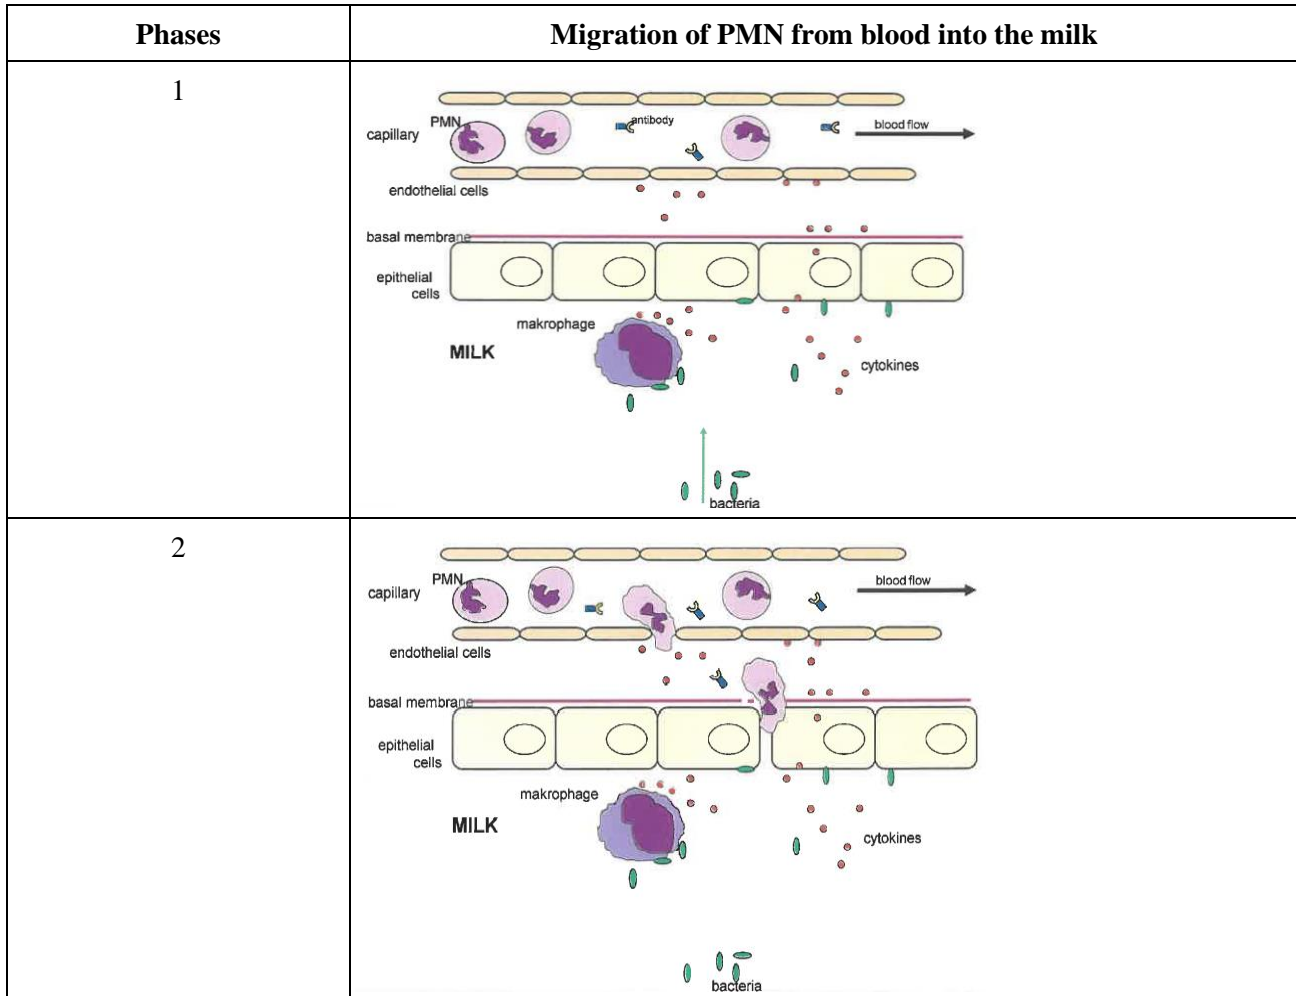 Phases
Migration of PMN from blood into the milk
1
PMN
antibody
blood flow
capillary
endothelial cells
basal membrane
epithelial
cells
makrophage
MILK
cytokines
bacteria
2
PMN
blood flow
capillary
endothelial cells
basal membrane
epithelial
cells
makrophage
MILK
cytokines
bacteria